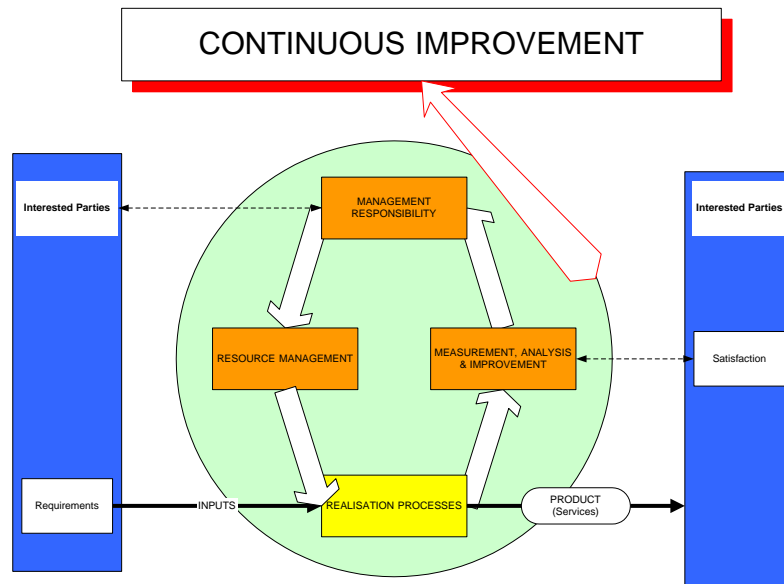 CONTINUOUS IMPROVEMENT
Interested Parties
MANAGEMENT
RESPONSIBILITY
Interested Parties
RESOURCE MANAGEMENT
MEASUREMENT, ANALYSIS
& IMPROVEMENT
Satisfaction
Requirements
INPUTS
REALISATION PROCESSES
PRODUCT
(Services)